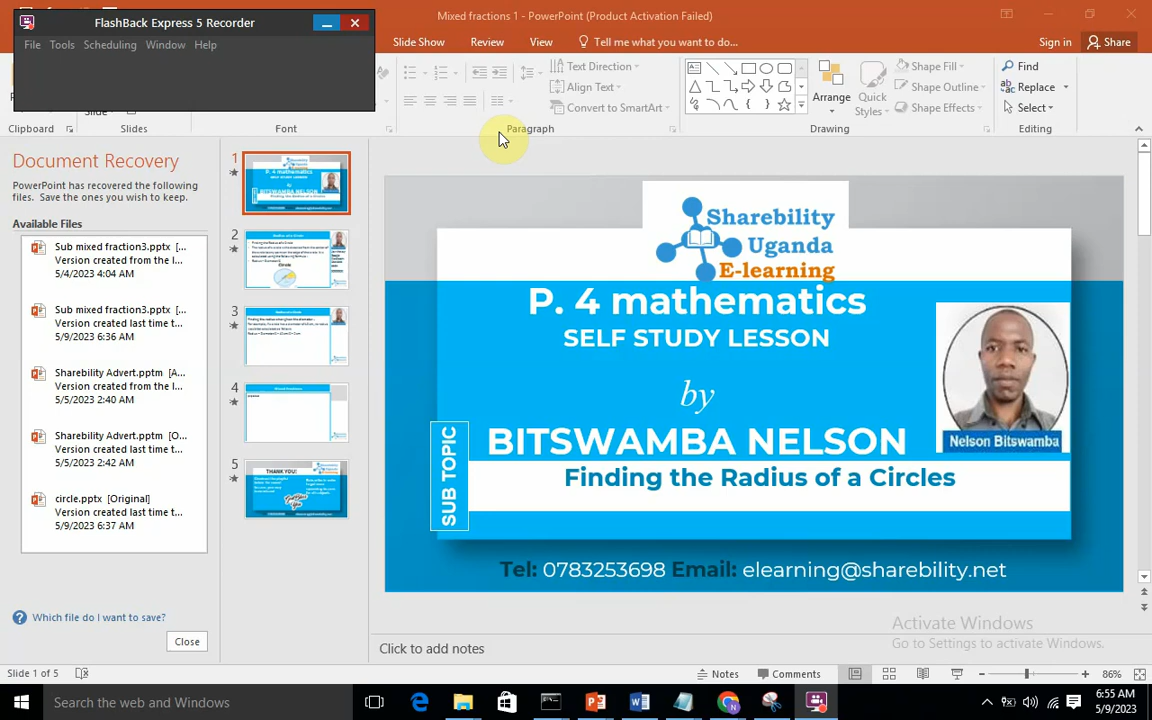 FlashBack Express 5 Recorder
File Tools Scheduling Window Help
Mixed fractions 1 - PowerPoint (Product Activation Failed)
Slide Show Review View Tell me what you want to do... Sign in Share
Text Direction
Align Text
Convert to SmartArt
Arrange
Quick Styles
Shape Fill
Shape Outline
Shape Effects
Find
Replace
Select
Clipboard Slides Font Paragraph Drawing Editing
Document Recovery
PowerPoint has recovered the following
files. Save the ones you wish to keep.
Available Files
Sub mixed fraction3.pptx [...
Version created from the l...
5/4/2023 4:04 AM
Sub mixed fraction3.pptx [...
Version created last time t...
5/9/2023 6:36 AM
Sharebility Advert.pptm [A...
Version created from the l...
5/5/2023 2:40 AM
Sharebility Advert.pptm [O...
Version created last time t...
5/5/2023 2:42 AM
circle.pptx [Original]
Version created last time t...
5/9/2023 6:37 AM
Which file do I want to save?
Close
1
2
3
4
5
THANK YOU!
Sharebility
Uganda
E-learning
P. 4 mathematics
SELF STUDY LESSON
by
BITSWAMBA NELSON
Nelson Bitswamba
SUB TOPIC
Finding the Radius of a Circles
Tel: 0783253698 Email: elearning@sharebility.net
Activate Windows
Go to Settings to activate Windows.
Click to add notes
Slide 1 of 5 Notes Comments 86%
Search the Windows
6:55 AM
5/9/2023